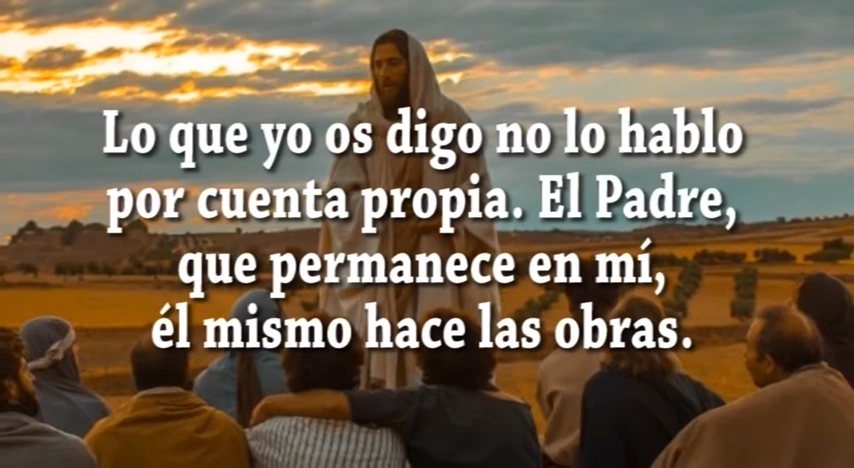 Lo que yo os digo no lo hablo
por cuenta propia. El Padre,
que permanece en mí,
él mismo hace las obras.